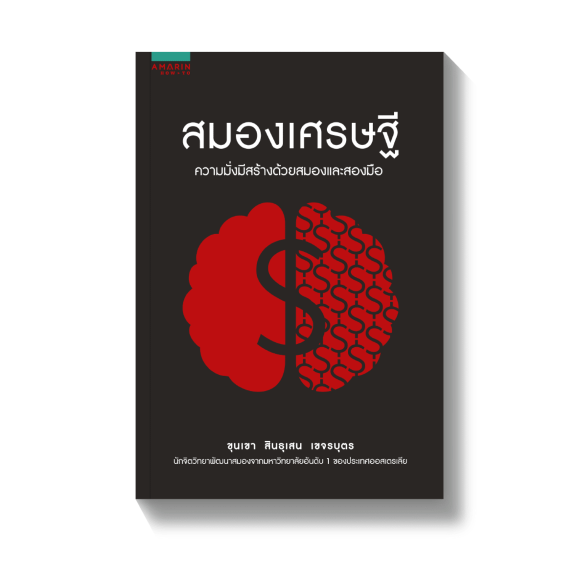 AMARIN
สมองเศรษฐี
ความมั่งมีสร้างด้วยสมองและสองมือ
$
ขุนเขา สินธุเสน เขจรบุตร
นักจิตวิทยาพัฒนาสมองจากมหาวิทยาลัยอันดับ 1 ของประเทศออสเตรเลีย